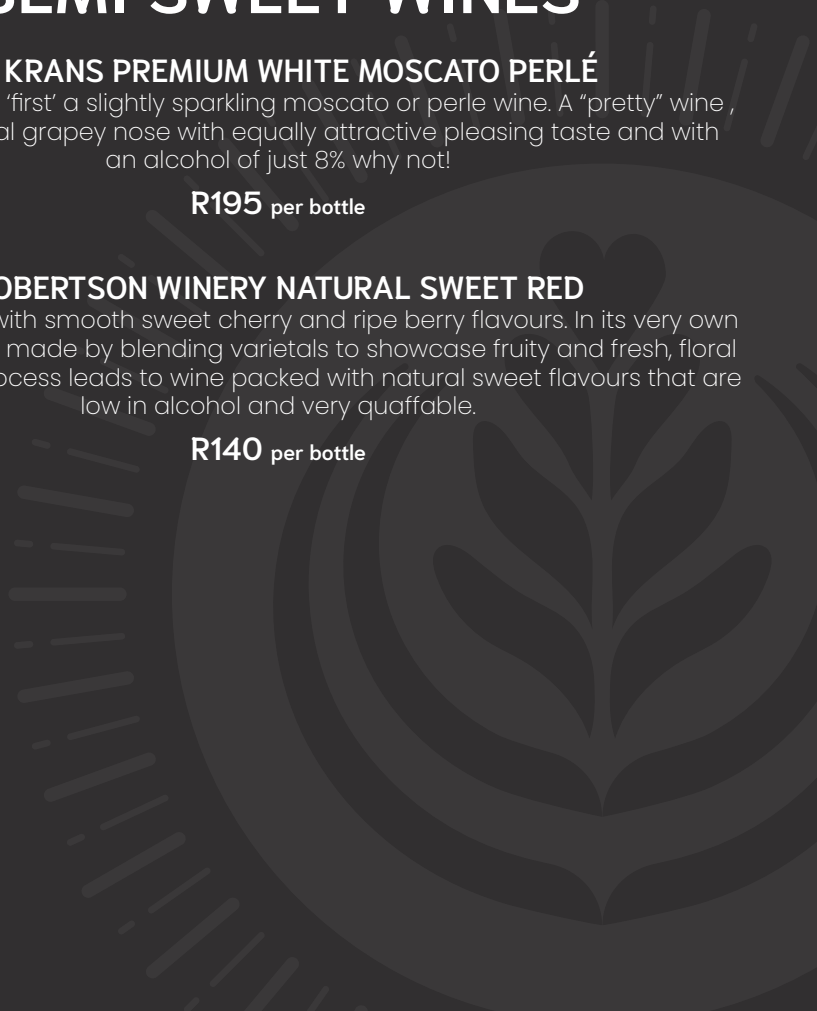 SEMI SWEET WINES
KRANS PREMIUM WHITE MOSCATO PERLÉ
‘first’ a slightly sparkling moscato or perle wine. A “pretty” wine ,
grapey nose with equally attractive pleasing taste and with
an alcohol of just 8% why not!
R195 per bottle
OBERTSON WINERY NATURAL SWEET RED
with smooth sweet cherry and ripe berry flavours. In its very own
made by blending varietals to showcase fruity and fresh, floral
ocess leads to wine packed with natural sweet flavours that are
low in alcohol and very quaffable.
R140 per bottle